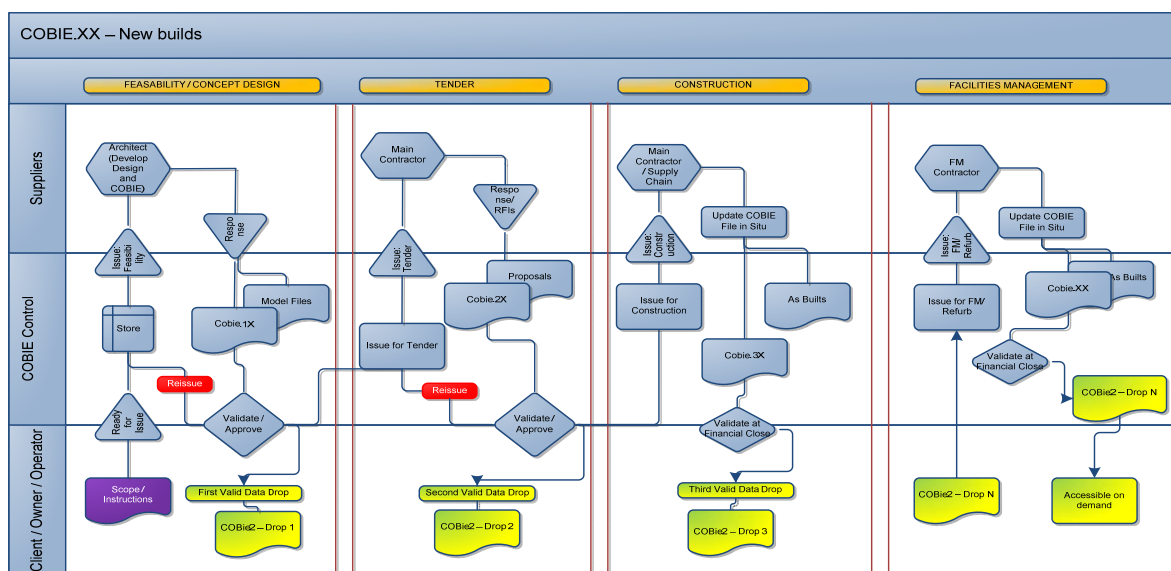 COBIE.XX – New builds
FEASABILITY / CONCEPT DESIGN
TENDER
CONSTRUCTION
FACILITIES MANAGEMENT
Suppliers
COBIE Control
Client / Owner / Operator
Architect
(Develop
Design
and
COBIE)
Respo
nse
Issue:
Feasibi
lity
Store
Cobie.1X
Model Files
Reissue
Ready
for
Issue
Validate /
Approve
Scope /
Instructions
First Valid Data Drop
COBie2 – Drop 1
Main
Contractor
Respo
nse/
RFIs
Issue:
Tender
Proposals
Cobie.2X
Issue for Tender
Reissue
Validate /
Approve
Second Valid Data Drop
COBie2 – Drop 2
Main
Contractor
/ Supply
Chain
Update COBIE
File in Situ
Issue:
Constr
uction
Issue for
Construction
As Builts
Cobie.3X
Validate at
Financial Close
Third Valid Data Drop
COBie2 – Drop 3
FM
Contractor
Update COBIE
File in Situ
Issue:
FM/
Refurb
As Builts
Cobie.XX
Issue for FM/
Refurb
Validate at
Financial Close
COBie2 – Drop N
COBie2 – Drop N
Accessible on
demand